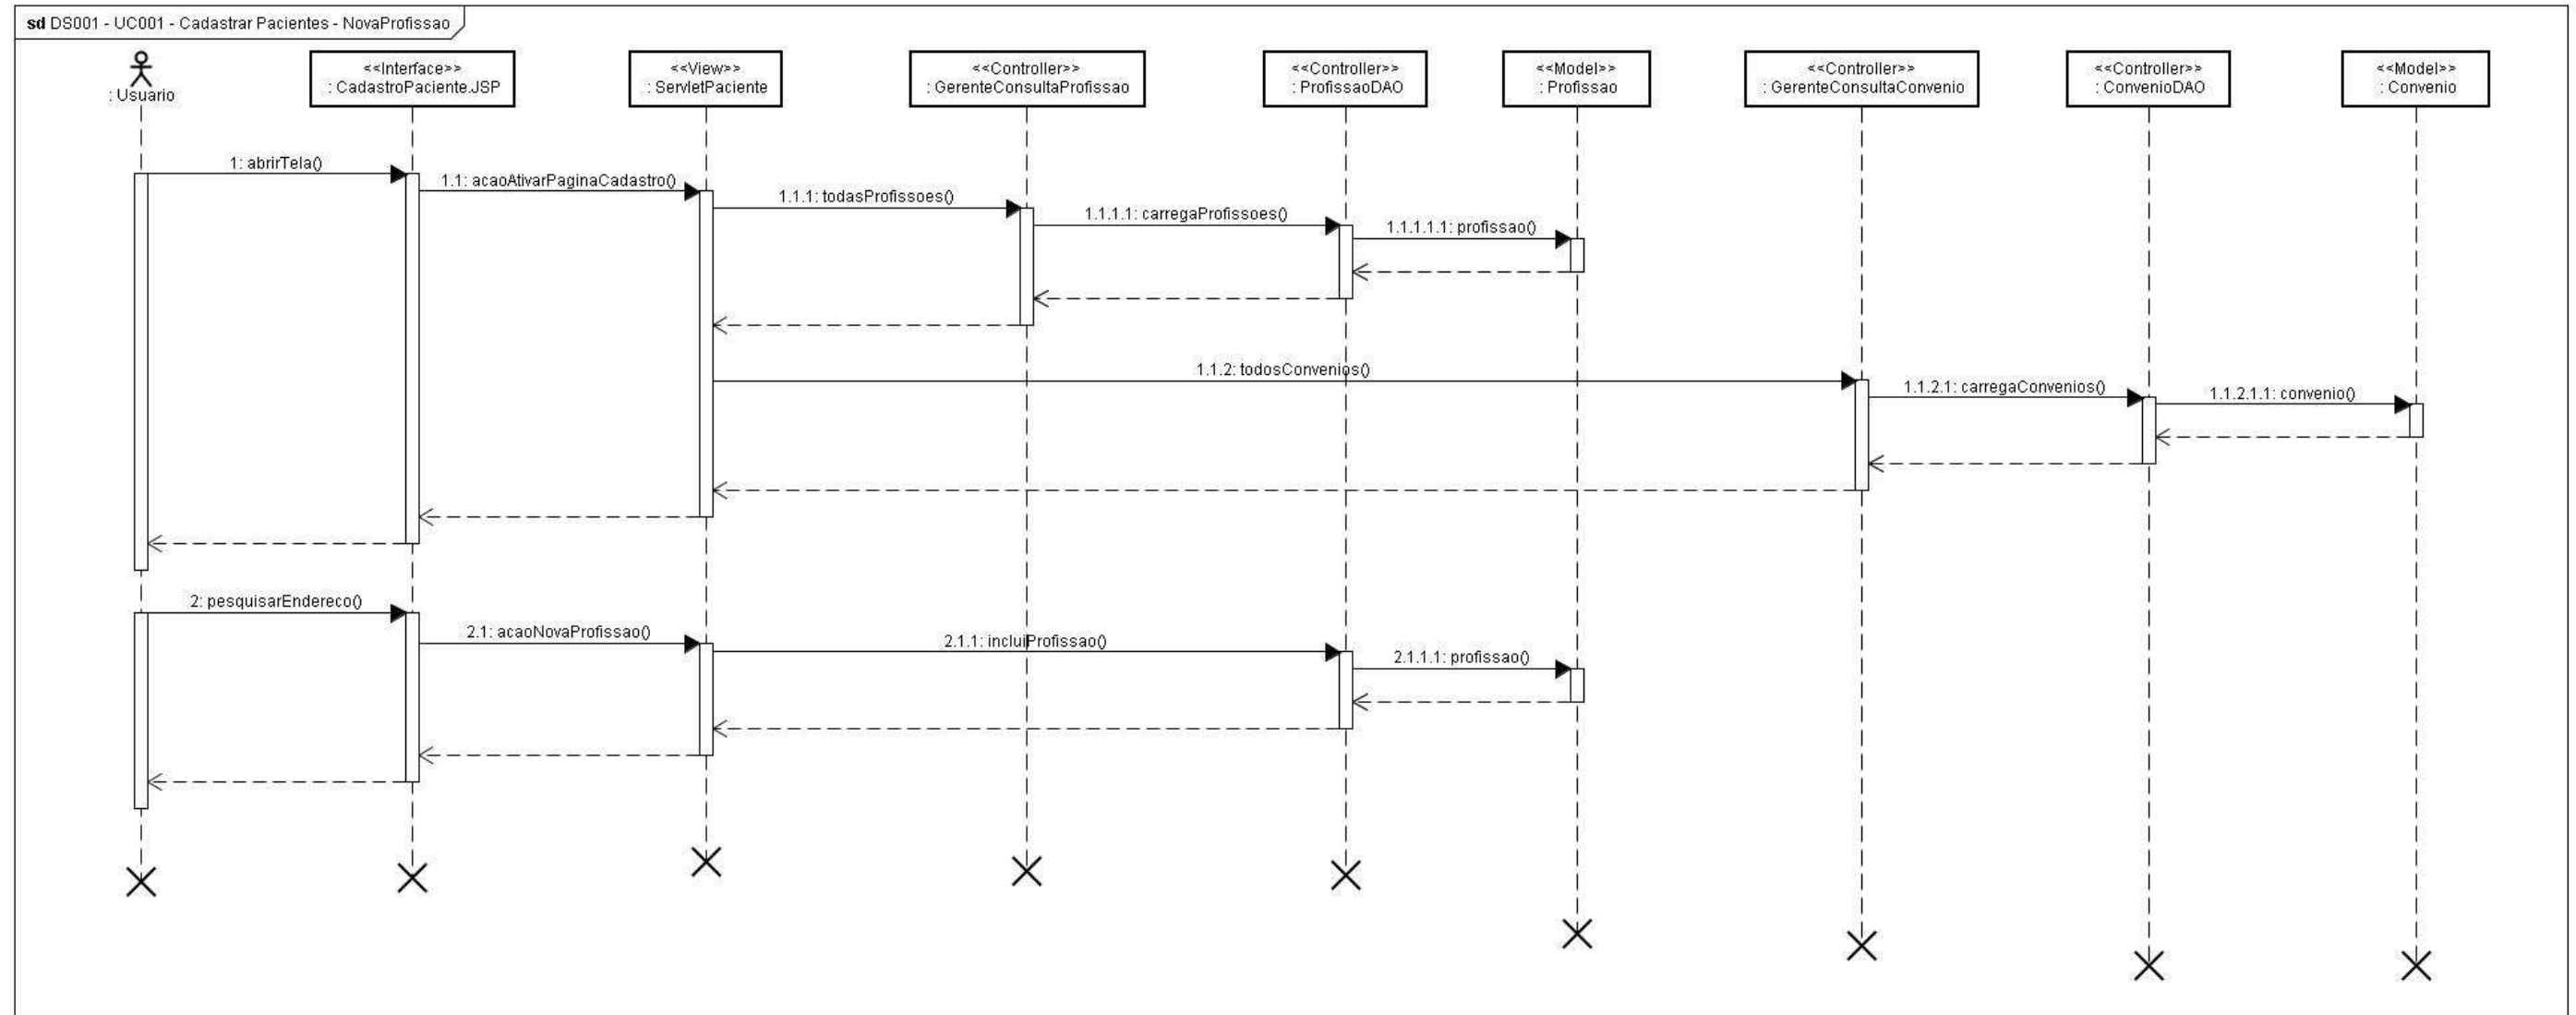 sd DS001 - UC001 - Cadastrar Pacientes - NovaProfissao
: Usuario
<<Interface>>
: CadastroPaciente.JSP
<<View>>
: ServletPaciente
<<Controller>>
: GerenteConsultaProfissao
<<Controller>>
: ProfissaoDAO
<<Model>>
: Profissao
<<Controller>>
: GerenteConsultaConvenio
<<Controller>>
: ConvenioDAO
<<Model>>
: Convenio
1: abrirTela()
1.1: acaoAtivarPaginaCadastro()
1.1.1: todasProfissoes()
1.1.1.1: carregaProfissoes()
1.1.1.1.1: profissao()
1.1.2: todosConvenios()
1.1.2.1: carregaConvenios()
1.1.2.1.1: convenio()
2: pesquisarEndereco()
2.1: acaoNovaProfissao()
2.1.1: incluiProfissao()
2.1.1.1: profissao()